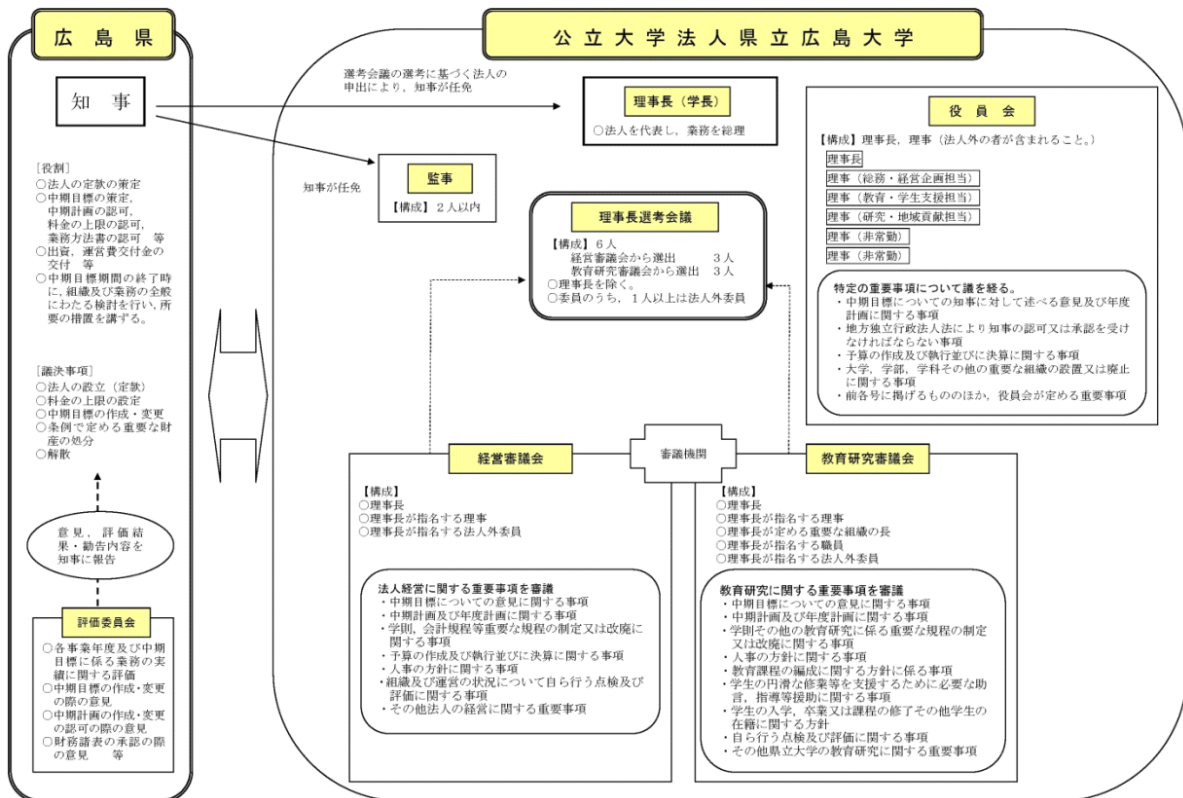 広島県
知事
[役割]
○法人の定款の策定
○中期目標の策定,
中期計画の認可,
料金の上限の認可,
業務方法書の認可 等
○出資, 運営費交付金の
交付 等
○中期目標期間の終了時
に, 組織及び業務の全般
にわたる検討を行い, 所
要の措置を講ずる。
[議決事項]
○法人の設立（定款）
○料金の上限の設定
○中期目標の作成・変更
○条例で定める重要な財
産の処分
○解散
意見, 評価結
果・勧告内容を
知事に報告
評価委員会
○各事業年度及び中期
目標に係る業務の実
績に関する評価
○中期目標の作成・変更
の際の意見
○中期計画の作成・変更
の認可の際の意見
○財務諸表の承認の際
の意見 等
公立大学法人県立広島大学
選考会議の選考に基づく法人の
申出により, 知事が任免
知事が任免
理事長（学長）
○法人を代表し, 業務を総理
監事
【構成】２人以内
理事長選考会議
【構成】６人
経営審議会から選出 ３人
教育研究審議会から選出 ３人
○理事長を除く。
○委員のうち, １人以上は法人外委員
役員会
【構成】理事長, 理事（法人外の者が含まれること。）
理事長
理事（総務・経営企画担当）
理事（教育・学生支援担当）
理事（研究・地域貢献担当）
理事（非常勤）
理事（非常勤）
特定の重要事項について議を経る。
・中期目標についての知事に対して述べる意見及び年度
計画に関する事項
・地方独立行政法人法により知事の認可又は承認を受け
なければならない事項
・予算の作成及び執行並びに決算に関する事項
・大学, 学部, 学科その他の重要な組織の設置又は廃止
に関する事項
・前各号に掲げるもののほか, 役員会が定める重要事項
審議機関
経営審議会
【構成】
○理事長
○理事長が指名する理事
○理事長が指名する法人外委員
法人経営に関する重要事項を審議
・中期目標についての意見に関する事項
・中期計画及び年度計画に関する事項
・学則, 会計規程等重要な規程の制定又は改廃に
関する事項
・予算の作成及び執行並びに決算に関する事項
・人事の方針に関する事項
・組織及び運営の状況について自ら行う点検及び
評価に関する事項
・その他法人の経営に関する重要事項
教育研究審議会
【構成】
○理事長
○理事長が指名する理事
○理事長が定める重要な組織の長
○理事長が指名する職員
○理事長が指名する法人外委員
教育研究に関する重要事項を審議
・中期目標についての意見に関する事項
・中期計画及び年度計画に関する事項
・学則その他の教育研究に係る重要な規程の制定
又は改廃に関する事項
・人事の方針に関する事項
・教育課程の編成に関する方針に係る事項
・学生の円滑な修業等を支援するために必要な助
言, 指導等援助に関する事項
・学生の入学, 卒業又は課程の修了その他学生の
在籍に関する方針
・自ら行う点検及び評価に関する事項
・その他県立大学の教育研究に関する重要事項